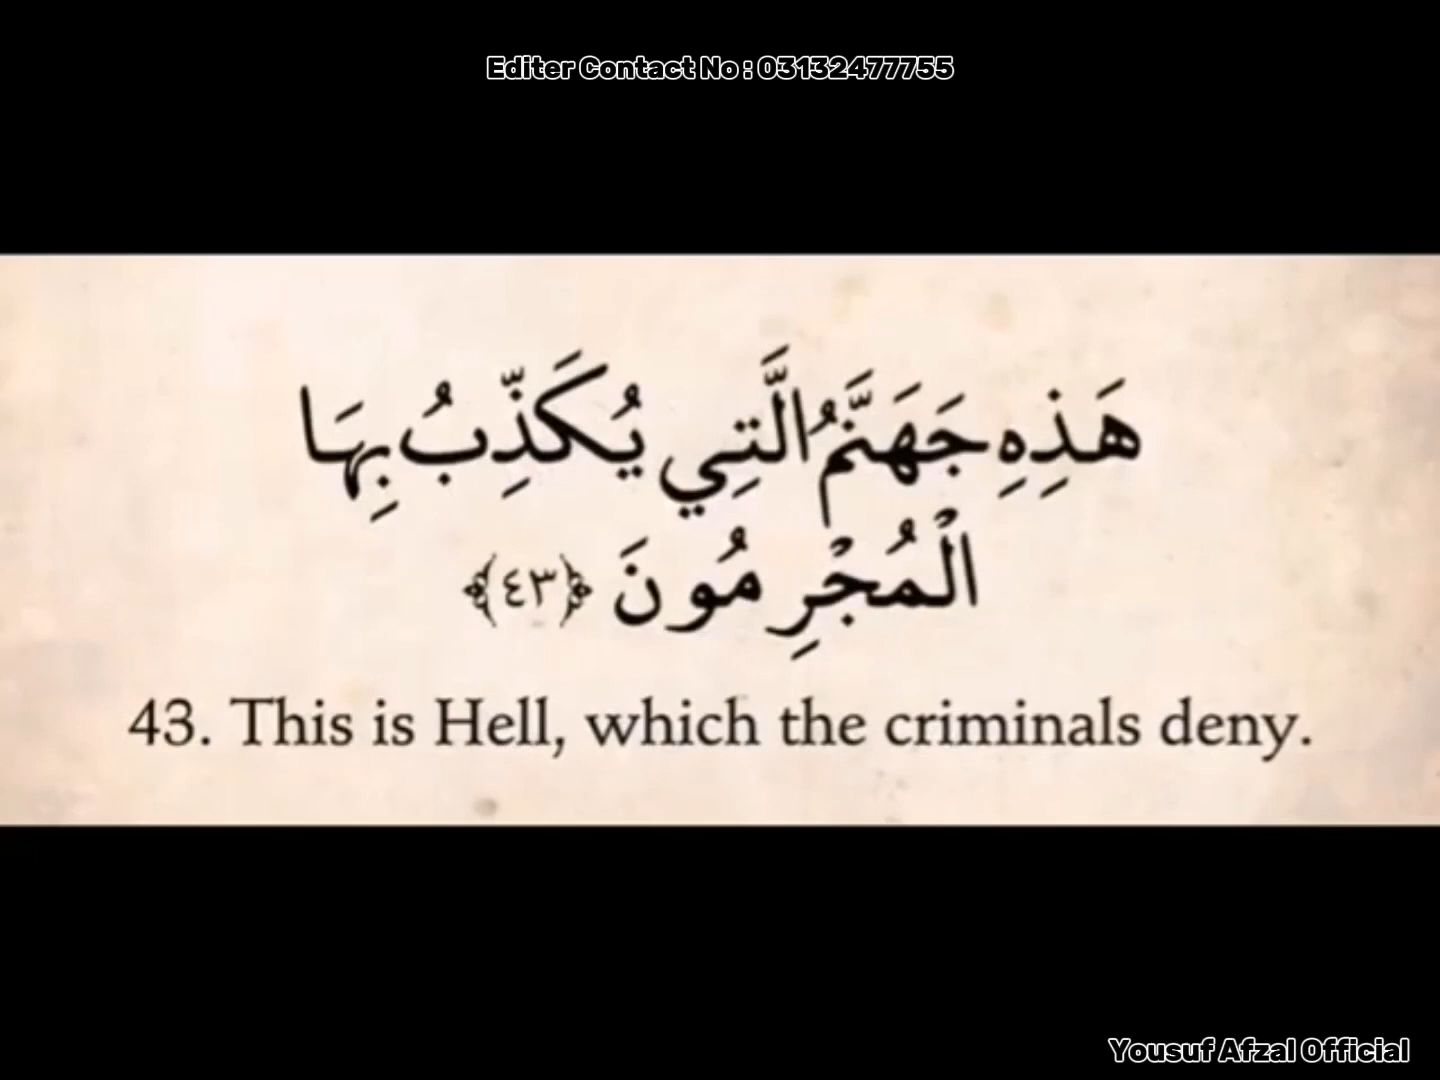 Editer Contact No : 03132477755
هَذِهِ جَهَنَّمُ الَّتِي يُكَذِّبُ بِهَا
الْمُجْرِمُونَ ﴿٤٣﴾
43. This is Hell, which the criminals deny.
Yousuf Afzal Official